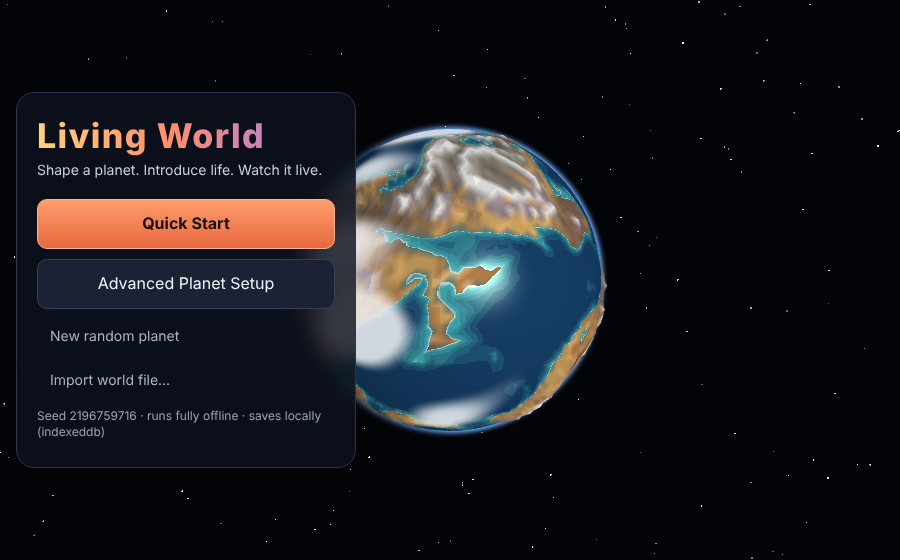 Living World
Shape a planet. Introduce life. Watch it live.
Quick Start
Advanced Planet Setup
New random planet
Import world file...
Seed 2196759716 · runs fully offline · saves locally
(indexeddb)